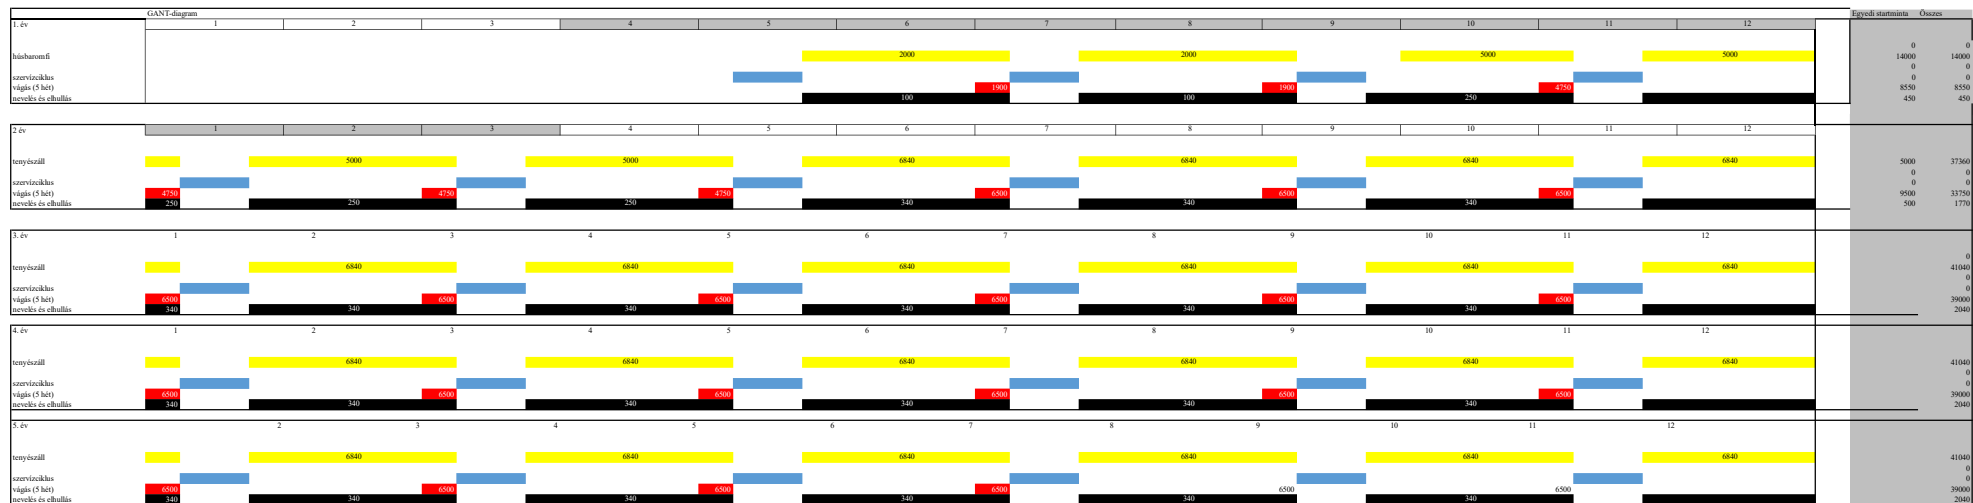 GANT-diagram Egyedi startminta Összes
1. év 1 2 3 4 5 6 7 8 9 10 11 12
0 0
húsbaromfi 2000 2000 5000 5000 14000 14000
0 0
szervízciklus 0 0
vágás (5 hét) 1900 1900 4750 8550 8550
nevelés és elhullás 100 100 250 450 450
2 év 1 2 3 4 5 6 7 8 9 10 11 12
tenyészáll 5000 5000 6840 6840 6840 6840 5000 37360
0 0
szervízciklus 0 0
vágás (5 hét) 4750 4750 4750 6500 6500 6500 9500 33750
nevelés és elhullás 250 250 250 340 340 340 500 1770
3. év 1 2 3 4 5 6 7 8 9 10 11 12
0
tenyészáll 6840 6840 6840 6840 6840 6840 41040
0
szervízciklus 0
vágás (5 hét) 6500 6500 6500 6500 6500 6500 39000
nevelés és elhullás 340 340 340 340 340 340 2040
4. év 1 2 3 4 5 6 7 8 9 10 11 12
tenyészáll 6840 6840 6840 6840 6840 6840 41040
0
szervízciklus 0
vágás (5 hét) 6500 6500 6500 6500 6500 6500 39000
nevelés és elhullás 340 340 340 340 340 340 2040
5. év 2 3 4 5 6 7 8 9 10 11 12
tenyészáll 6840 6840 6840 6840 6840 6840 41040
0
szervízciklus 0
vágás (5 hét) 6500 6500 6500 6500 6500 6500 39000
nevelés és elhullás 340 340 340 340 340 340 2040